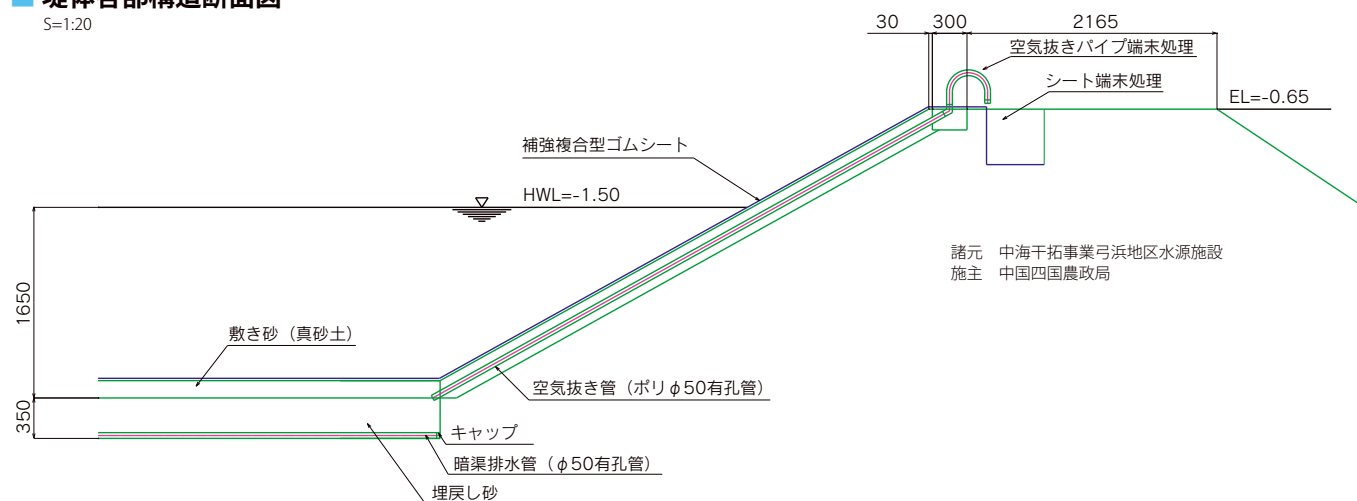 堤体各部構造断面図
S=1:20
30
300
2165
空気抜きパイプ端末処理
シート端末処理
EL=-0.65
補強複合型ゴムシート
HWL=-1.50
諸元 中海干拓事業弓浜地区水源施設
施主 中国四国農政局
1650
敷き砂（真砂土）
空気抜き管（ポリφ50有孔管）
350
キャップ
暗渠排水管（φ50有孔管）
埋戻し砂